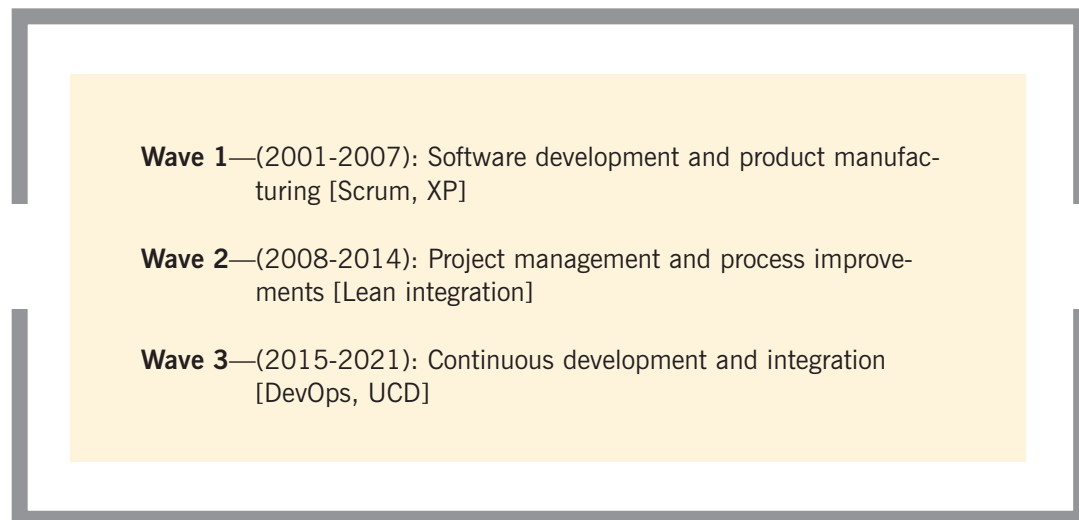 Wave 1—(2001-2007): Software development and product manufac-
turing [Scrum, XP]
Wave 2—(2008-2014): Project management and process improve-
ments [Lean integration]
Wave 3—(2015-2021): Continuous development and integration
[DevOps, UCD]